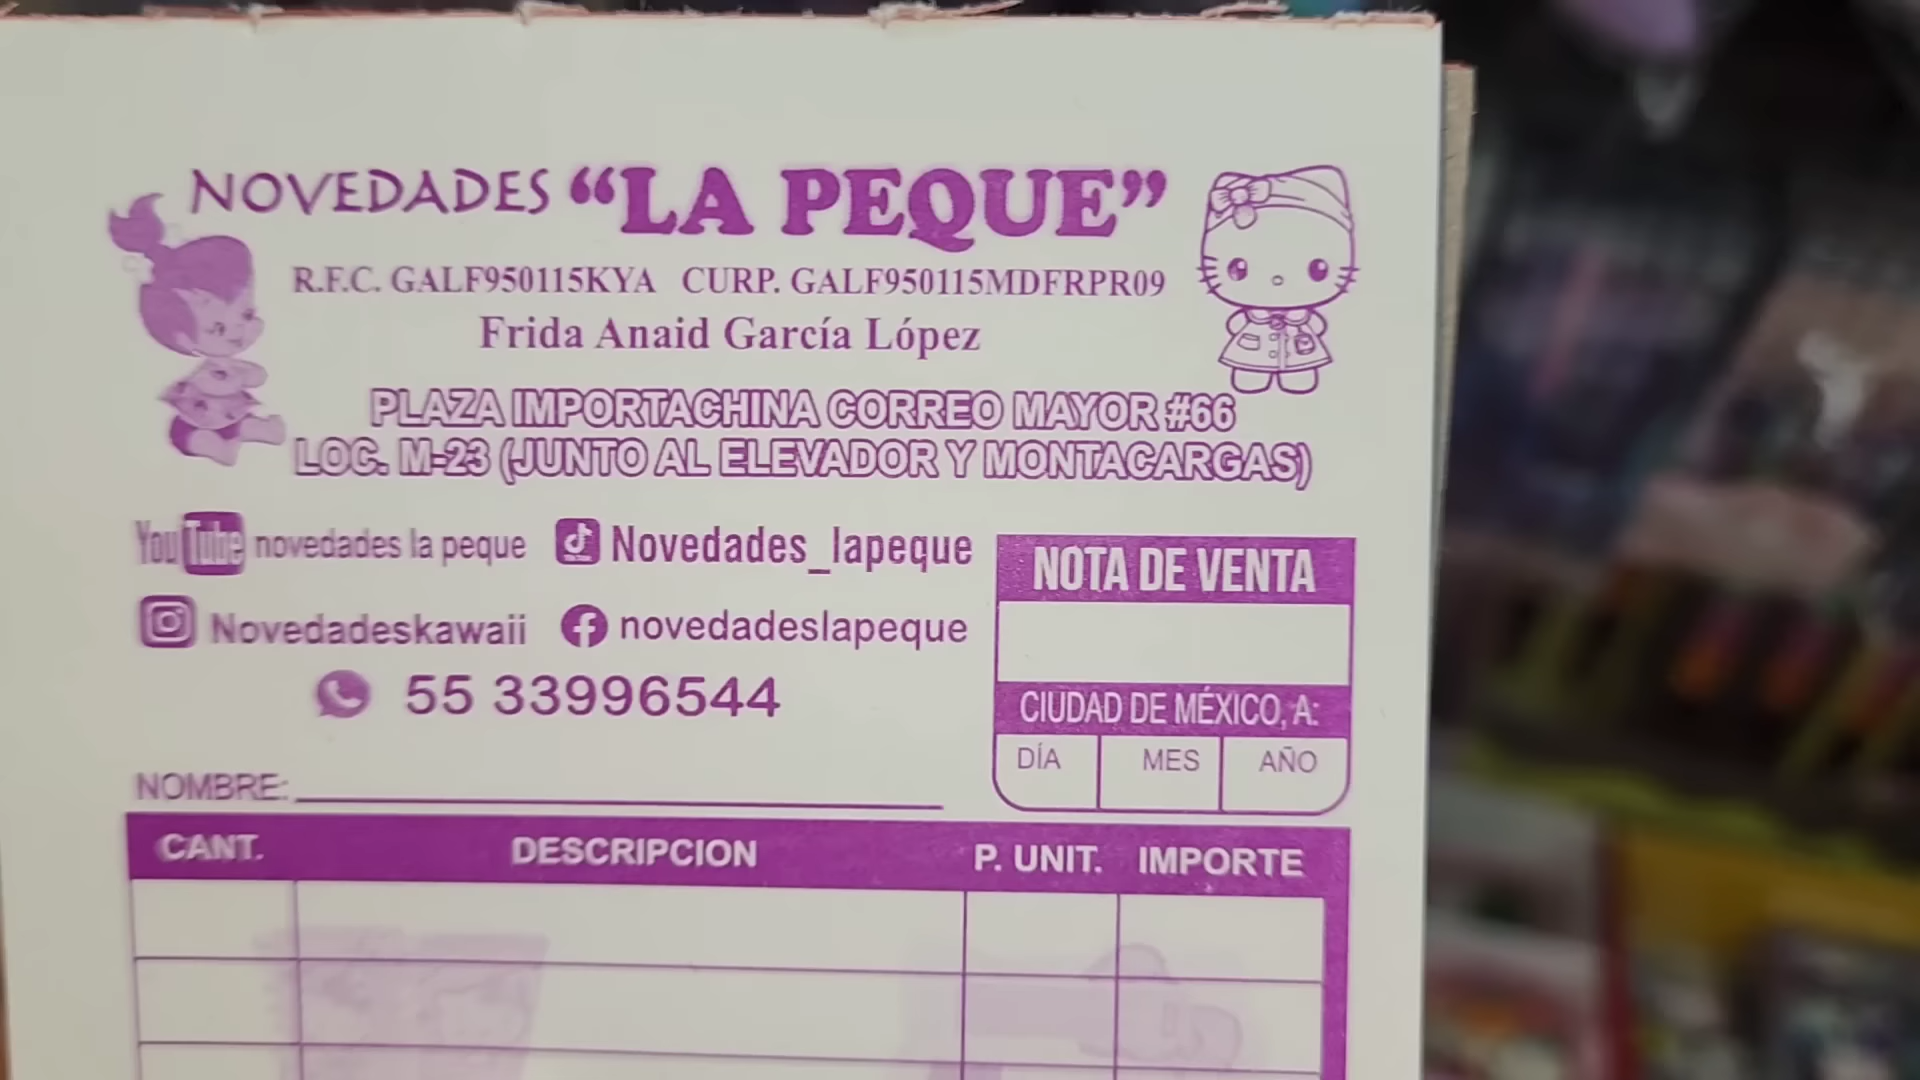 NOVEDADES “LA PEQUE”
R.F.C. GALF950115KYA CURP. GALF950115MDFRPR09
Frida Anaid García López
PLAZA IMPORTACHINA CORREO MAYOR #66
LOC. M-23 (JUNTO AL ELEVADOR Y MONTACARGAS)
YouTube novedades la peque Novedades_lapeque
Novedadeskawaii novedadeslapeque
55 33996544
NOTA DE VENTA
CIUDAD DE MÉXICO, A:
DÍA MES AÑO
NOMBRE:
CANT. DESCRIPCION P. UNIT. IMPORTE